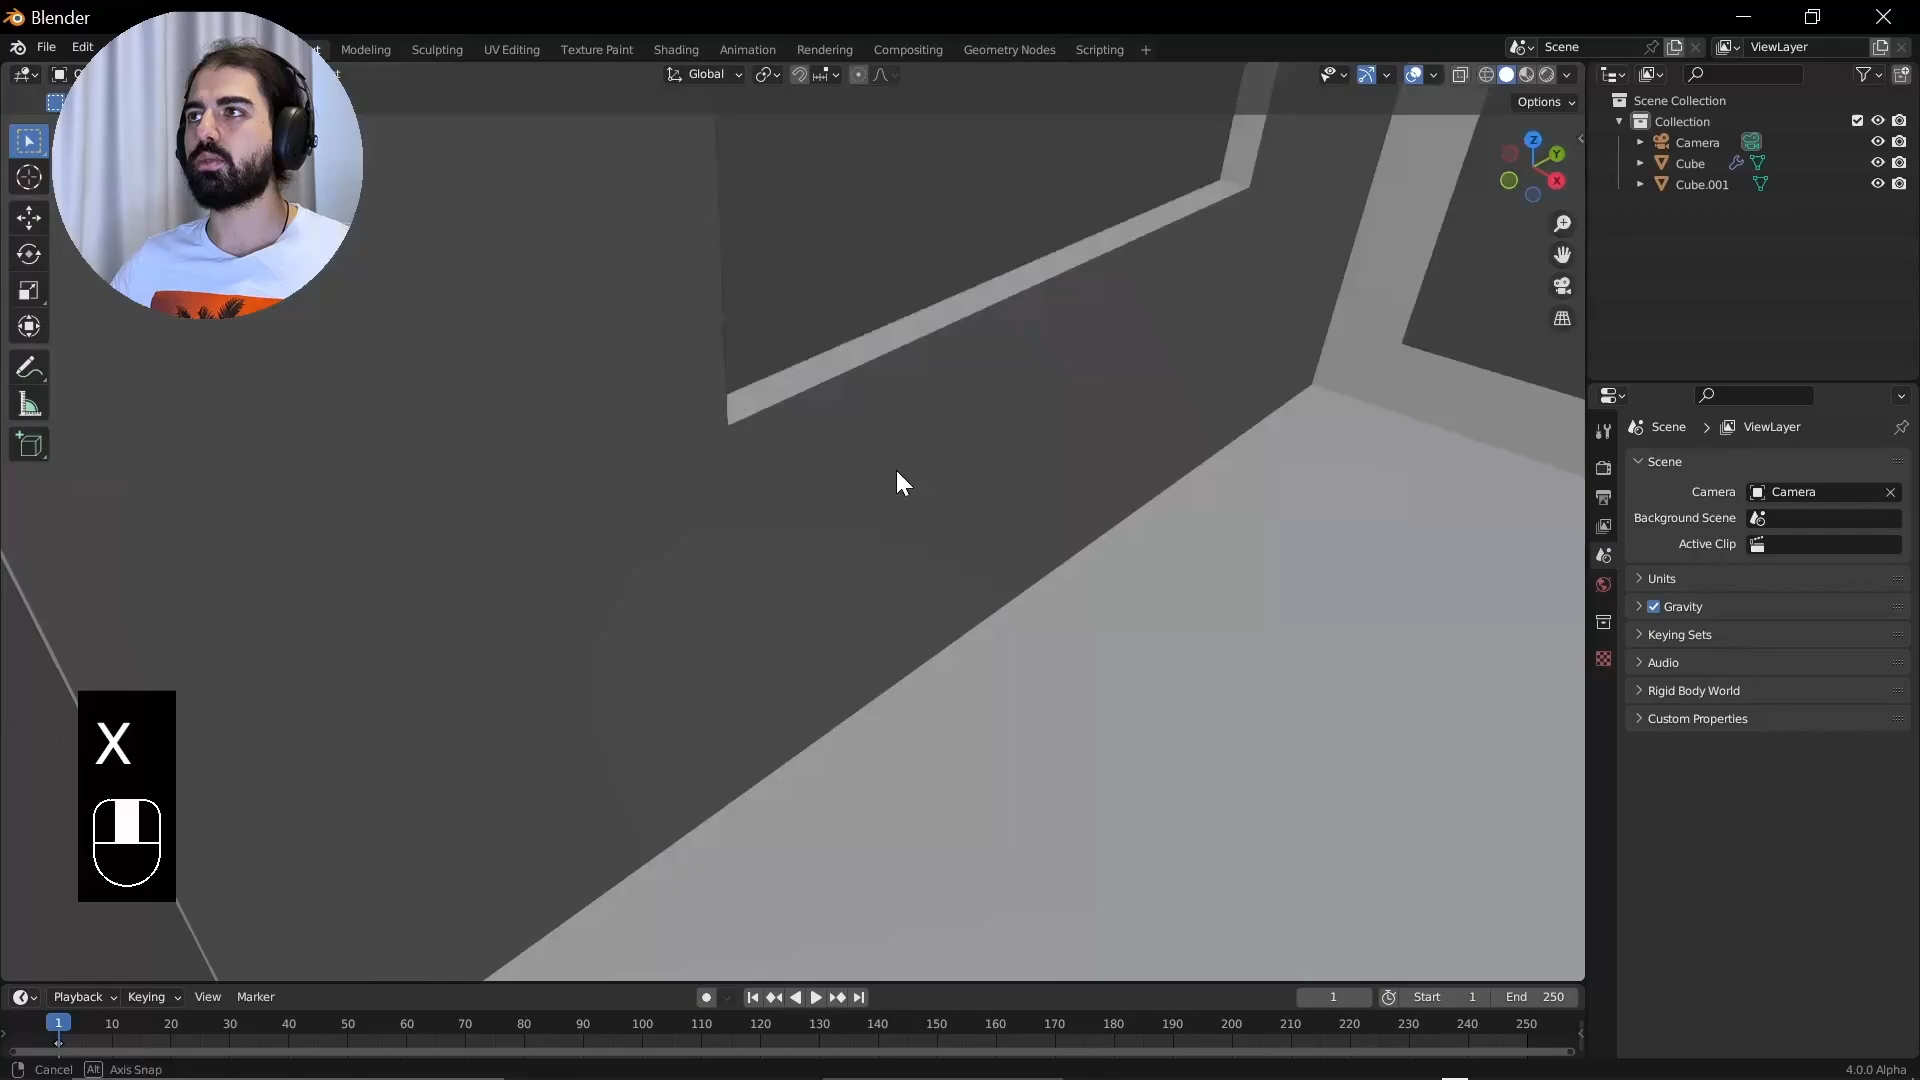 Blender
File
Edit
Modeling
Sculpting
UV Editing
Texture Paint
Shading
Animation
Rendering
Compositing
Geometry Nodes
Scripting
+
Scene
ViewLayer
Global
Options
Z
Y
X
Scene Collection
Collection
Camera
Cube
Cube.001
Scene
ViewLayer
Scene
Camera
Camera
Background Scene
Active Clip
Units
Gravity
Keying Sets
Audio
Rigid Body World
Custom Properties
X
Playback
Keying
View
Marker
1
Start
1
End
250
1
10
20
30
40
50
60
70
80
90
100
110
120
130
140
150
160
170
180
190
200
210
220
230
240
250
Cancel
Alt
Axis Snap
4.0.0 Alpha